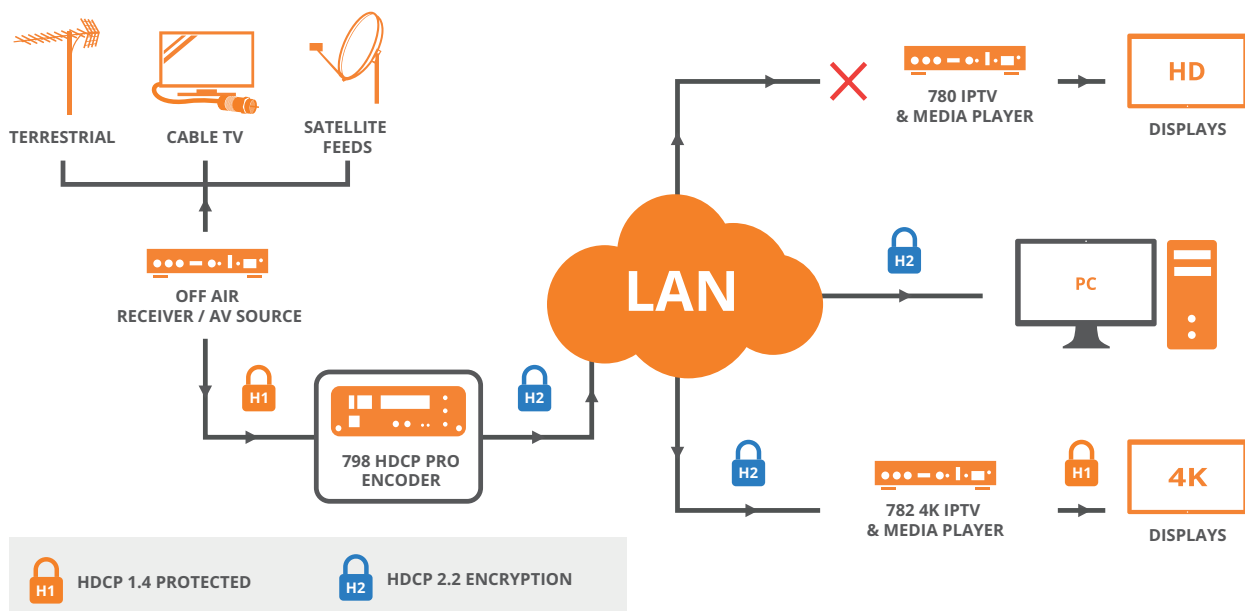 TERRESTRIAL
CABLE TV
SATELLITE
FEEDS
OFF AIR
RECEIVER / AV SOURCE
H1
798 HDCP PRO
ENCODER
H2
LAN
780 IPTV
& MEDIA PLAYER
HD
DISPLAYS
H2
PC
H2
782 4K IPTV
& MEDIA PLAYER
H1
4K
DISPLAYS
H1
HDCP 1.4 PROTECTED
H2
HDCP 2.2 ENCRYPTION